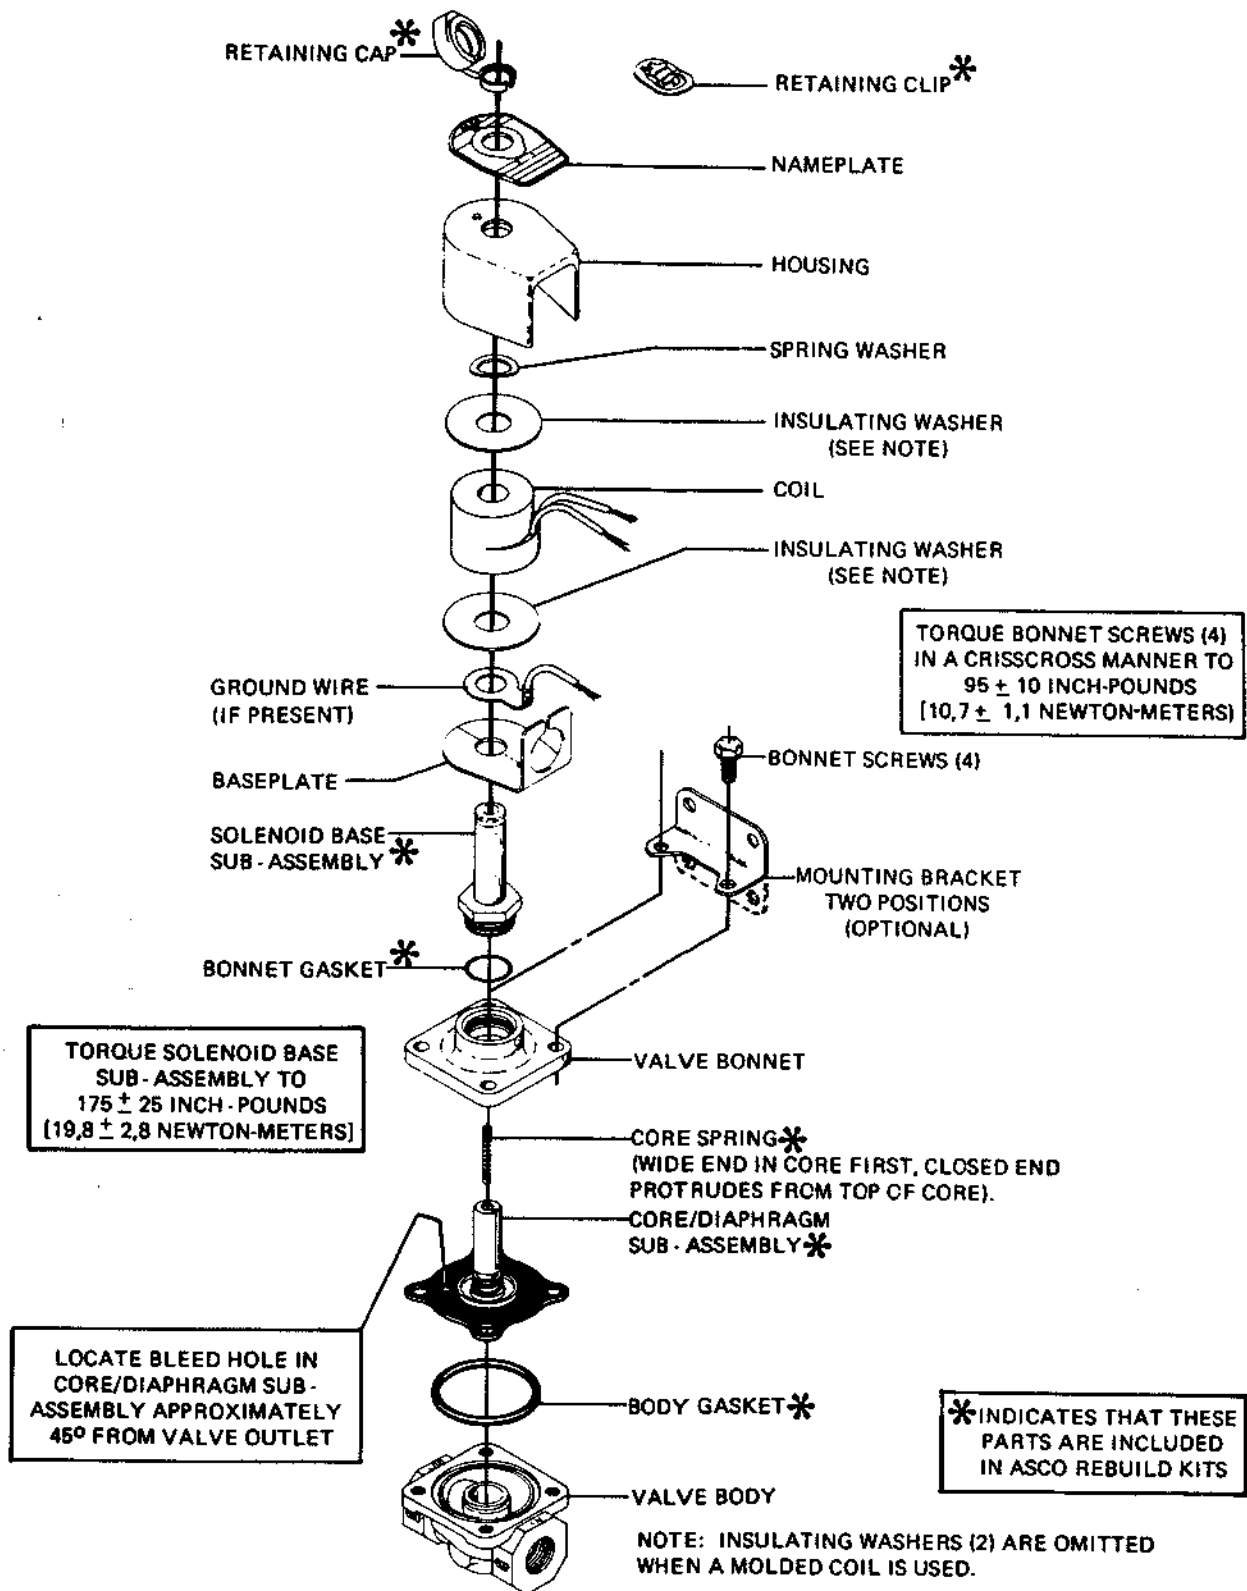 RETAINING CAP*
RETAINING CLIP*
NAMEPLATE
HOUSING
SPRING WASHER
INSULATING WASHER
(SEE NOTE)
COIL
INSULATING WASHER
(SEE NOTE)
TORQUE BONNET SCREWS (4)
IN A CRISSCROSS MANNER TO
95 ± 10 INCH-POUNDS
[10,7 ± 1,1 NEWTON-METERS]
GROUND WIRE
(IF PRESENT)
BONNET SCREWS (4)
BASEPLATE
SOLENOID BASE
SUB-ASSEMBLY*
MOUNTING BRACKET
TWO POSITIONS
(OPTIONAL)
BONNET GASKET*
TORQUE SOLENOID BASE
SUB-ASSEMBLY TO
175 ± 25 INCH-POUNDS
[19,8 ± 2,8 NEWTON-METERS]
VALVE BONNET
CORE SPRING*
(WIDE END IN CORE FIRST, CLOSED END
PROTRUDES FROM TOP OF CORE).
CORE/DIAPHRAGM
SUB-ASSEMBLY*
LOCATE BLEED HOLE IN
CORE/DIAPHRAGM SUB-
ASSEMBLY APPROXIMATELY
45º FROM VALVE OUTLET
BODY GASKET*
*INDICATES THAT THESE
PARTS ARE INCLUDED
IN ASCO REBUILD KITS
VALVE BODY
NOTE: INSULATING WASHERS (2) ARE OMITTED
WHEN A MOLDED COIL IS USED.